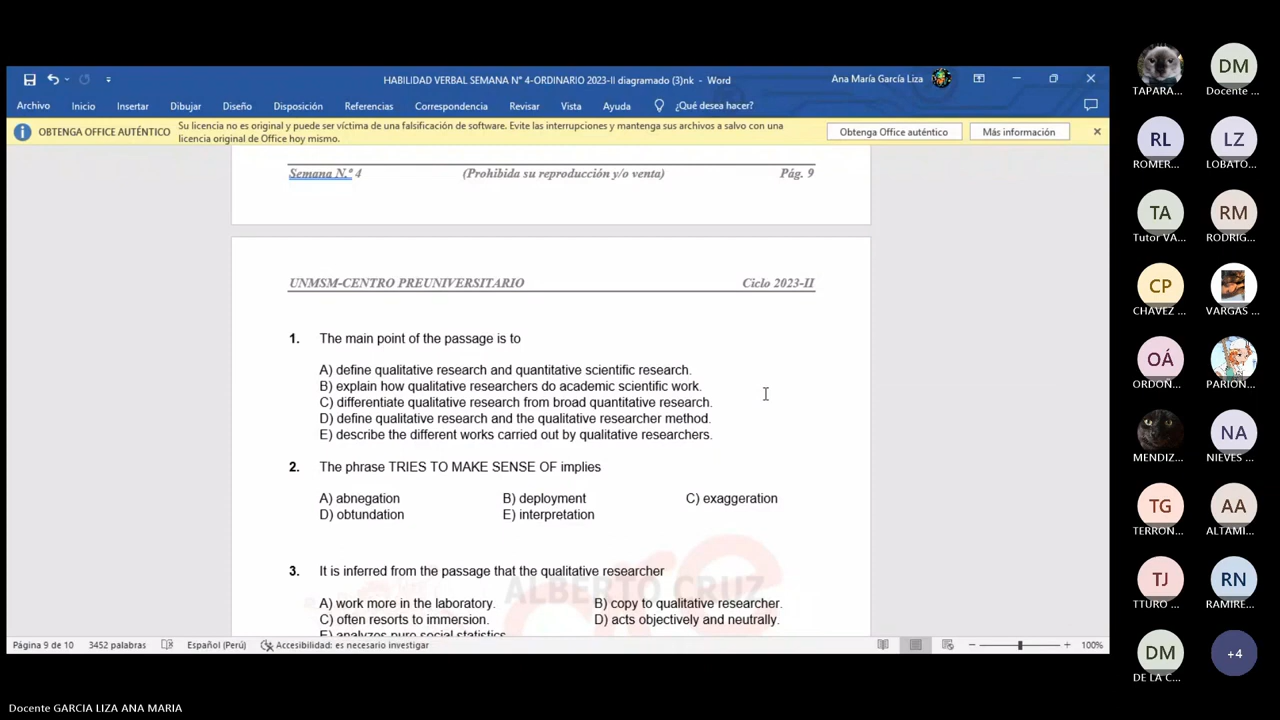 HABILIDAD VERBAL SEMANA N° 4-ORDINARIO 2023-II diagramado (3)nk - Word
Ana María García Liza
Archivo Inicio Insertar Dibujar Diseño Disposición Referencias Correspondencia Revisar Vista Ayuda ¿Qué desea hacer?
OBTENGA OFFICE AUTÉNTICO Su licencia no es original y puede ser víctima de una falsificación de software. Evite las interrupciones y mantenga sus archivos a salvo con una
licencia original de Office hoy mismo.
Obtenga Office auténtico Más información
Semana N.º 4 (Prohibida su reproducción y/o venta) Pág. 9
UNMSM-CENTRO PREUNIVERSITARIO Ciclo 2023-II
1. The main point of the passage is to
A) define qualitative research and quantitative scientific research.
B) explain how qualitative researchers do academic scientific work.
C) differentiate qualitative research from broad quantitative research.
D) define qualitative research and the qualitative researcher method.
E) describe the different works carried out by qualitative researchers.
2. The phrase TRIES TO MAKE SENSE OF implies
A) abnegation B) deployment C) exaggeration
D) obtundation E) interpretation
3. It is inferred from the passage that the qualitative researcher
ALBERTO CRUZ
A) work more in the laboratory. B) copy to qualitative researcher.
C) often resorts to immersion. D) acts objectively and neutrally.
E) analyzes pure social statistics
Página 9 de 10 3452 palabras Español (Perú) Accesibilidad: es necesario investigar 100%
Docente GARCIA LIZA ANA MARIA
TAPARA... DM Docente ...
RL ROMER... LZ LOBATO...
TA Tutor VA... RM RODRIG...
CP CHAVEZ ... VARGAS ...
OÁ ORDOÑ... PARION...
MENDIZ... NA NIEVES ...
TG TERRON... AA ALTAMI...
TJ TTURO ... RN RAMIRE...
DM DE LA C... +4